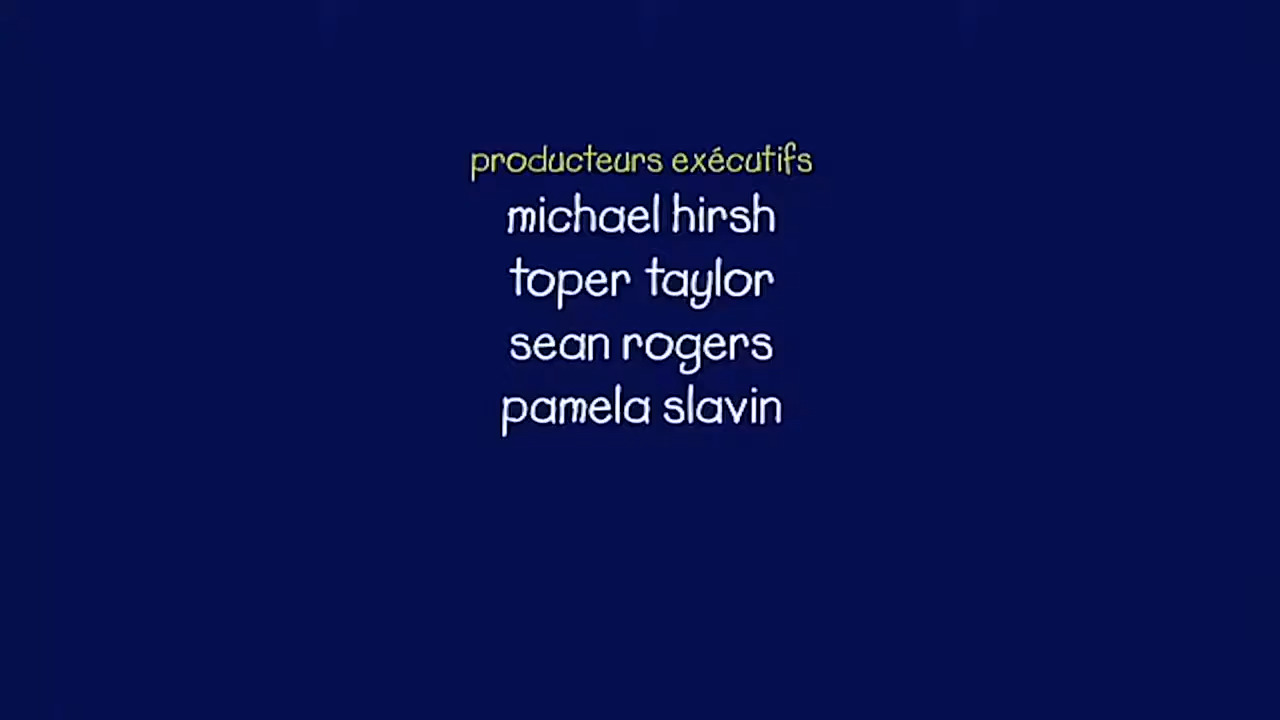 producteurs exécutifs
michael hirsh
toper taylor
sean rogers
pamela slavin